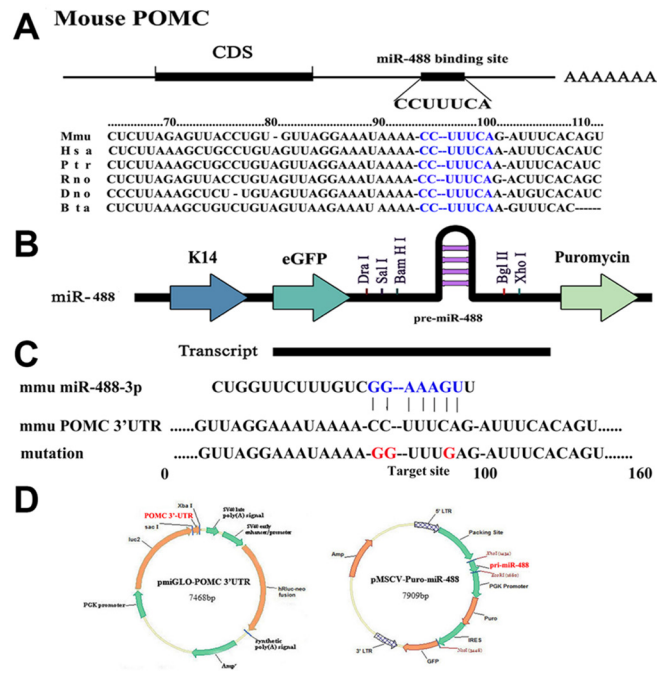 A Mouse POMC
CDS
miR-488 binding site
AAAAAAA
CCUUUCA
..............70..................80..................90..................100..................110...
Mmu CUCUUAGAGUUACCUGU - GUUAGGAAAUAAAA-CC--UUUCAG-AUUUCACAGU
Hsa CUCUUAAAGCUGCCUGUAGUUAGGAAAUAAAA-CC--UUUCAA-AUUUCACAUC
Ptr CUCUUAAAGCUGCCUGUAGUUAGGAAAUAAAA-CC--UUUCAA-AUUUCACAUC
Rno CUCUUAGAGUUACCUGUGUUAGGAAAUAAAA-CC--UUUCAG-ACUUCACAGC
Dno CCCUUAAAGCUCU - UGUAGUUAGGAAAUAAAA-CC--UUUCAA-AUGUCACAUC
Bta CUCUUAAAGCUGUCUGUAGUUAAGAAAU AAAA-CC--UUUCAA-GUUUCAC------
B
K14
eGFP
Dra I
Sal I
Bam H I
Bgl II
Xho I
Puromycin
miR-488
pre-miR-488
C Transcript
mmu miR-488-3p CUGGUUCUUUGUCGG--AAAGUU
mmu POMC 3'UTR ......GUUAGGAAAUAAAA-CC--UUUCAG-AUUUCACAGU......
mutation ......GUUAGGAAAUAAAA-GG--UUUGAG-AUUUCACAGU......
0 Target site 100 160
D
Xba I
POMC 3'-UTR
sac I
luc2
SV40 late
poly(A) signal
SV40 early
enhancer/promoter
pmiGLO-POMC 3'UTR
7468bp
hRluc-neo
fusion
PGK promoter
synthetic
poly(A) signal
Amp'
5' LTR
Packing Site
Amp
pri-miR-488
PGK Promoter
pMSCV-Puro-miR-488
7909bp
Puro
IRES
3' LTR
GFP